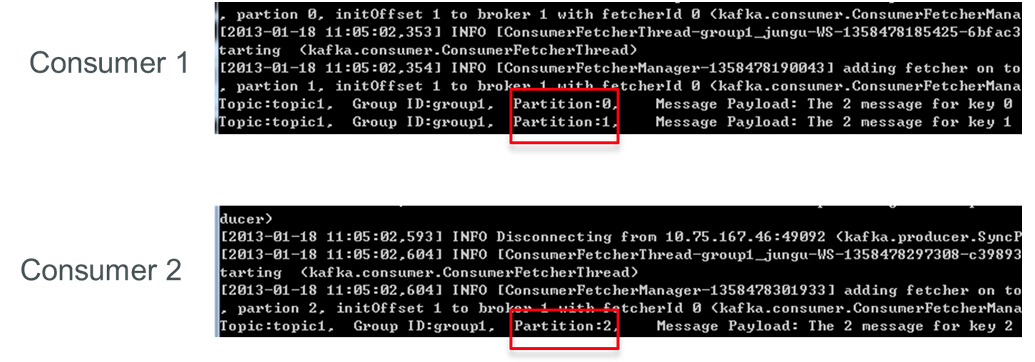 Consumer 1
, partion 0, initOffset 1 to broker 1 with fetcherId 0 (kafka.consumer.ConsumerFetcherMana
[2013-01-18 11:05:02,353] INFO [ConsumerFetcherThread-group1_jungu-WS-1358478185425-6bfac3
tarting  (kafka.consumer.ConsumerFetcherThread)
[2013-01-18 11:05:02,354] INFO [ConsumerFetcherManager-1358478190043] adding fetcher on to
, partion 1, initOffset 1 to broker 1 with fetcherId 0 (kafka.consumer.ConsumerFetcherMana
Topic:topic1,  Group ID:group1,  Partition:0,    Message Payload: The 2 message for key 0
Topic:topic1,  Group ID:group1,  Partition:1,    Message Payload: The 2 message for key 1
Consumer 2
ducer)
[2013-01-18 11:05:02,593] INFO Disconnecting from 10.75.167.46:49092 (kafka.producer.SyncP
[2013-01-18 11:05:02,604] INFO [ConsumerFetcherThread-group1_jungu-WS-1358478297308-c39893
tarting  (kafka.consumer.ConsumerFetcherThread)
[2013-01-18 11:05:02,604] INFO [ConsumerFetcherManager-1358478301933] adding fetcher on to
, partion 2, initOffset 1 to broker 1 with fetcherId 0 (kafka.consumer.ConsumerFetcherMana
Topic:topic1,  Group ID:group1,  Partition:2,    Message Payload: The 2 message for key 2